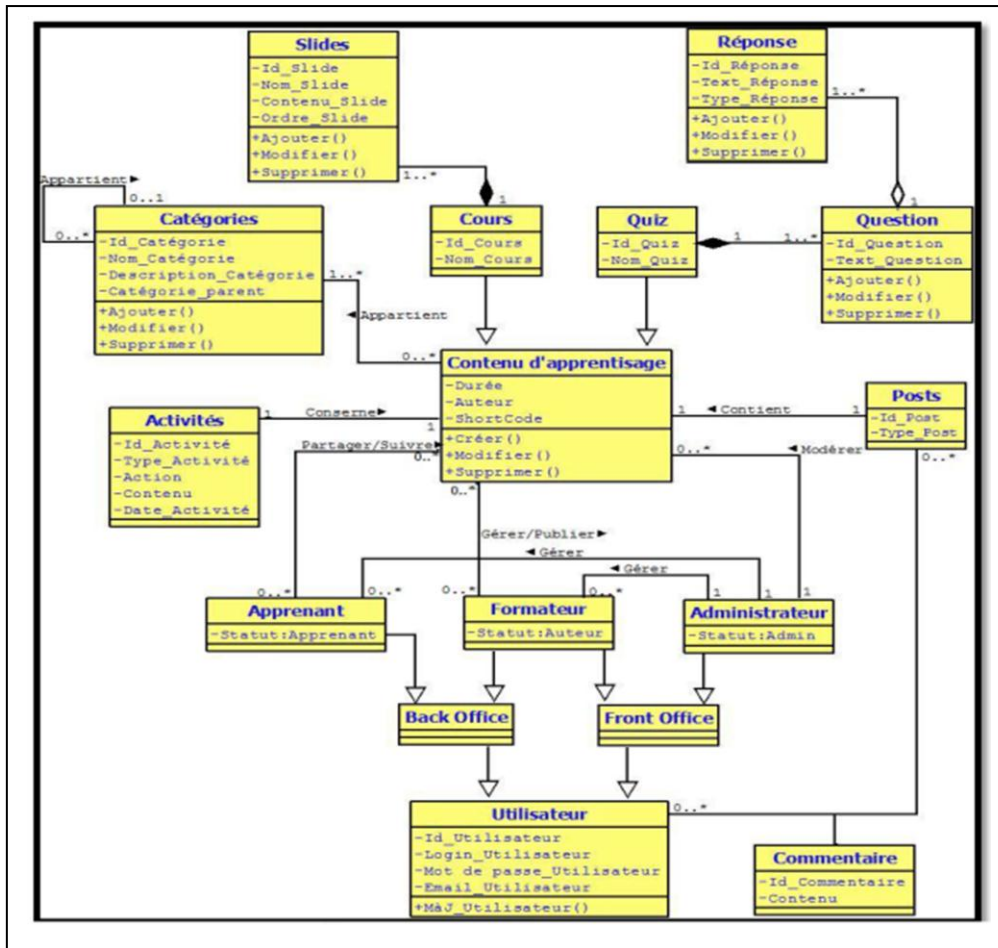 Slides
-Id_Slide
-Nom_Slide
-Contenu_Slide
-Ordre_Slide
+Ajouter()
+Modifier()
+Supprimer()
1..*
1
Réponse
-Id_Réponse
-Text_Réponse
-Type_Réponse
+Ajouter()
+Modifier()
+Supprimer()
1..*
1
Appartient
0..1
0..*
Catégories
-Id_Catégorie
-Nom_Catégorie
-Description_Catégorie
-Catégorie_parent
+Ajouter()
+Modifier()
+Supprimer()
1..*
Appartient
0..*
Cours
-Id_Cours
-Nom_Cours
Quiz
-Id_Quiz
-Nom_Quiz
1
1..*
Question
-Id_Question
-Text_Question
+Ajouter()
+Modifier()
+Supprimer()
Contenu d'apprentisage
-Durée
-Auteur
-ShortCode
+Créer()
+Modifier()
+Supprimer()
Activités
-Id_Activité
-Type_Activité
-Action
-Contenu
-Date_Activité
1
Conserne
1
Partager/Suivre
0..*
1
Contient
1
Posts
-Id_Post
-Type_Post
0..*
0..*
Modérer
0..*
Gérer/Publier
Gérer
Gérer
0..*
0..*
0..*
0..*
1
1
1
Apprenant
-Statut:Apprenant
Formateur
-Statut:Auteur
Administrateur
-Statut:Admin
Back Office
Front Office
Utilisateur
-Id_Utilisateur
-Login_Utilisateur
-Mot de passe_Utilisateur
-Email_Utilisateur
+MàJ_Utilisateur()
0..*
Commentaire
-Id_Commentaire
-Contenu